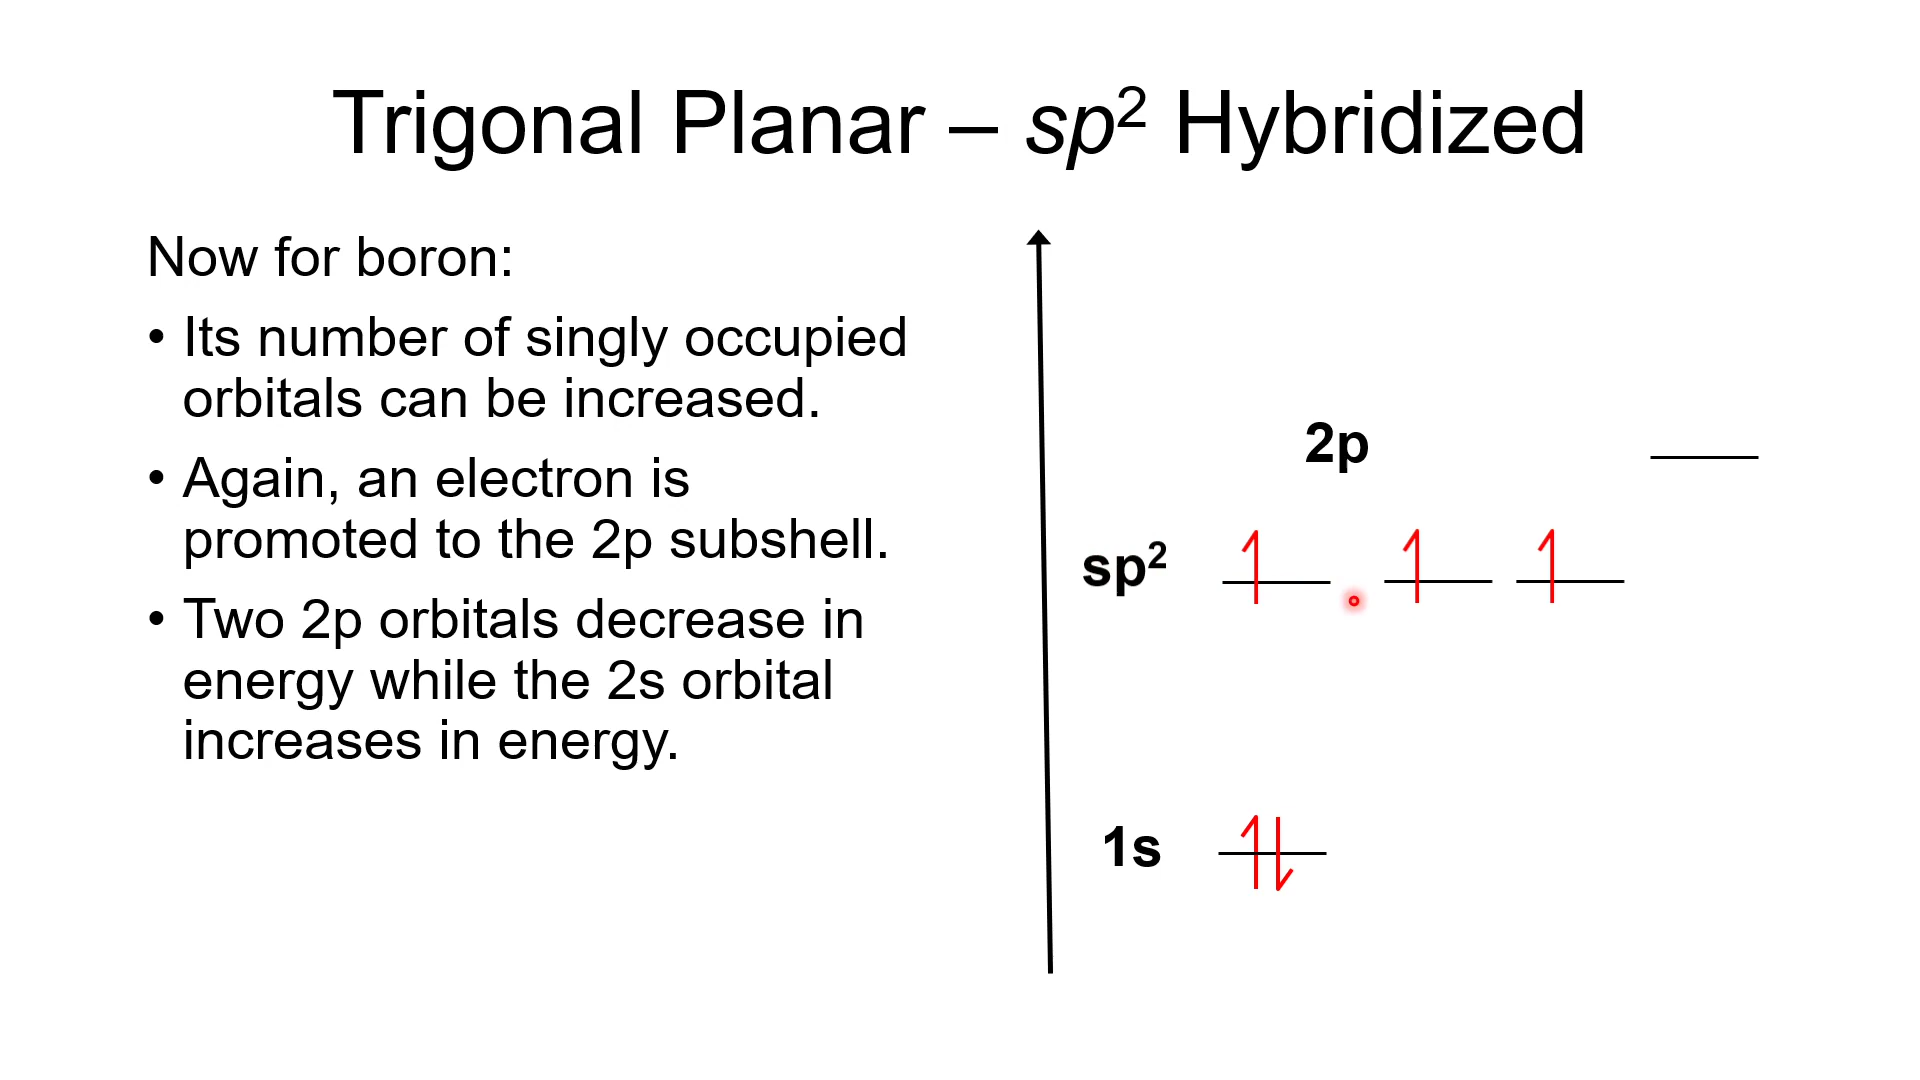 Trigonal Planar – sp² Hybridized
Now for boron:
• Its number of singly occupied
orbitals can be increased.
• Again, an electron is
promoted to the 2p subshell.
• Two 2p orbitals decrease in
energy while the 2s orbital
increases in energy.
2p
sp²
1s